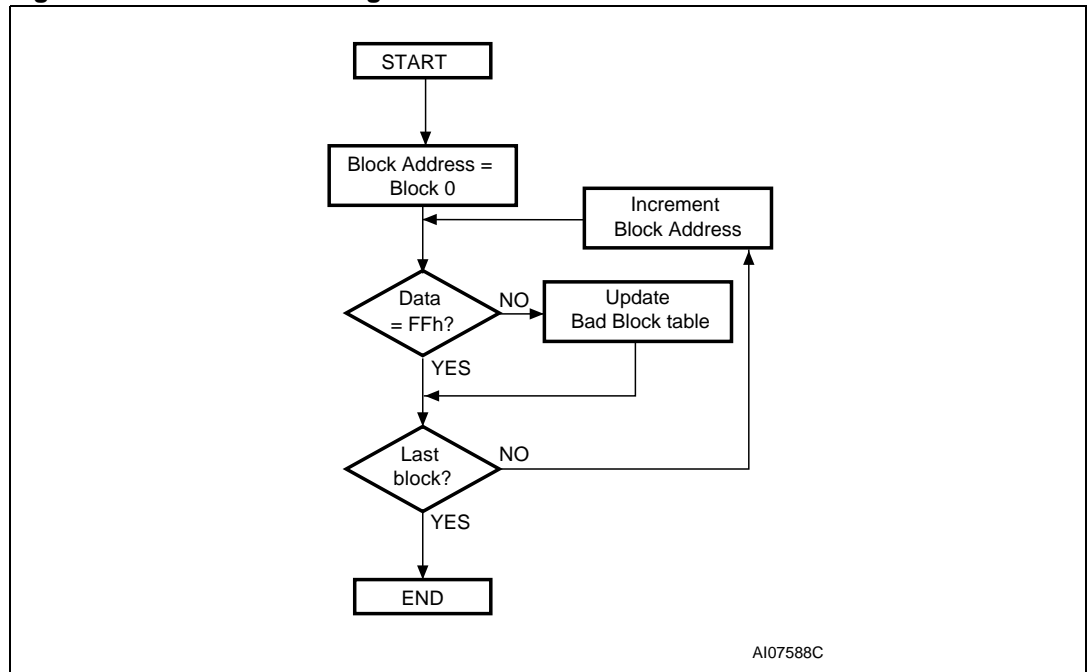 START
Block Address =
Block 0
Increment
Block Address
Data
= FFh?
NO
Update
Bad Block table
YES
Last
block?
NO
YES
END
AI07588C